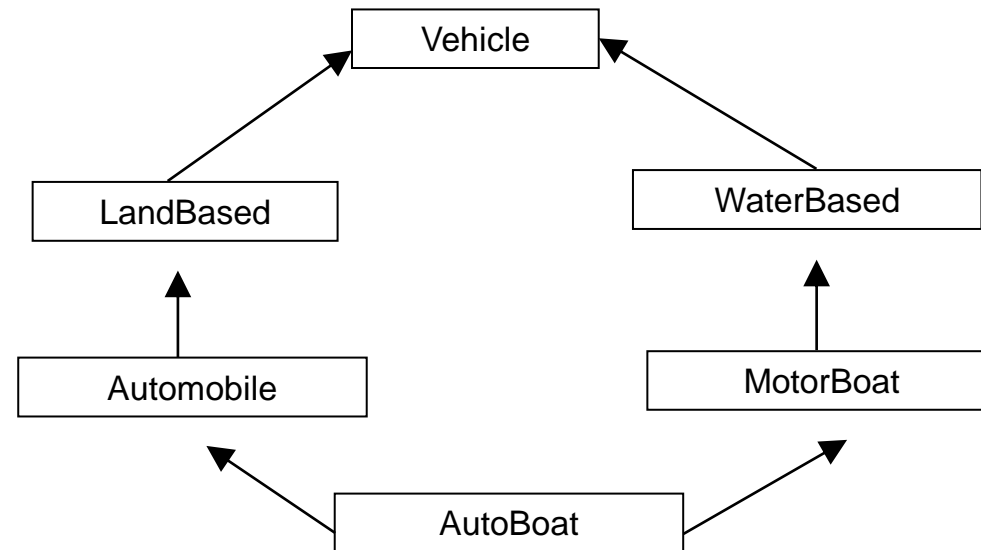 Vehicle
LandBased
WaterBased
Automobile
MotorBoat
AutoBoat